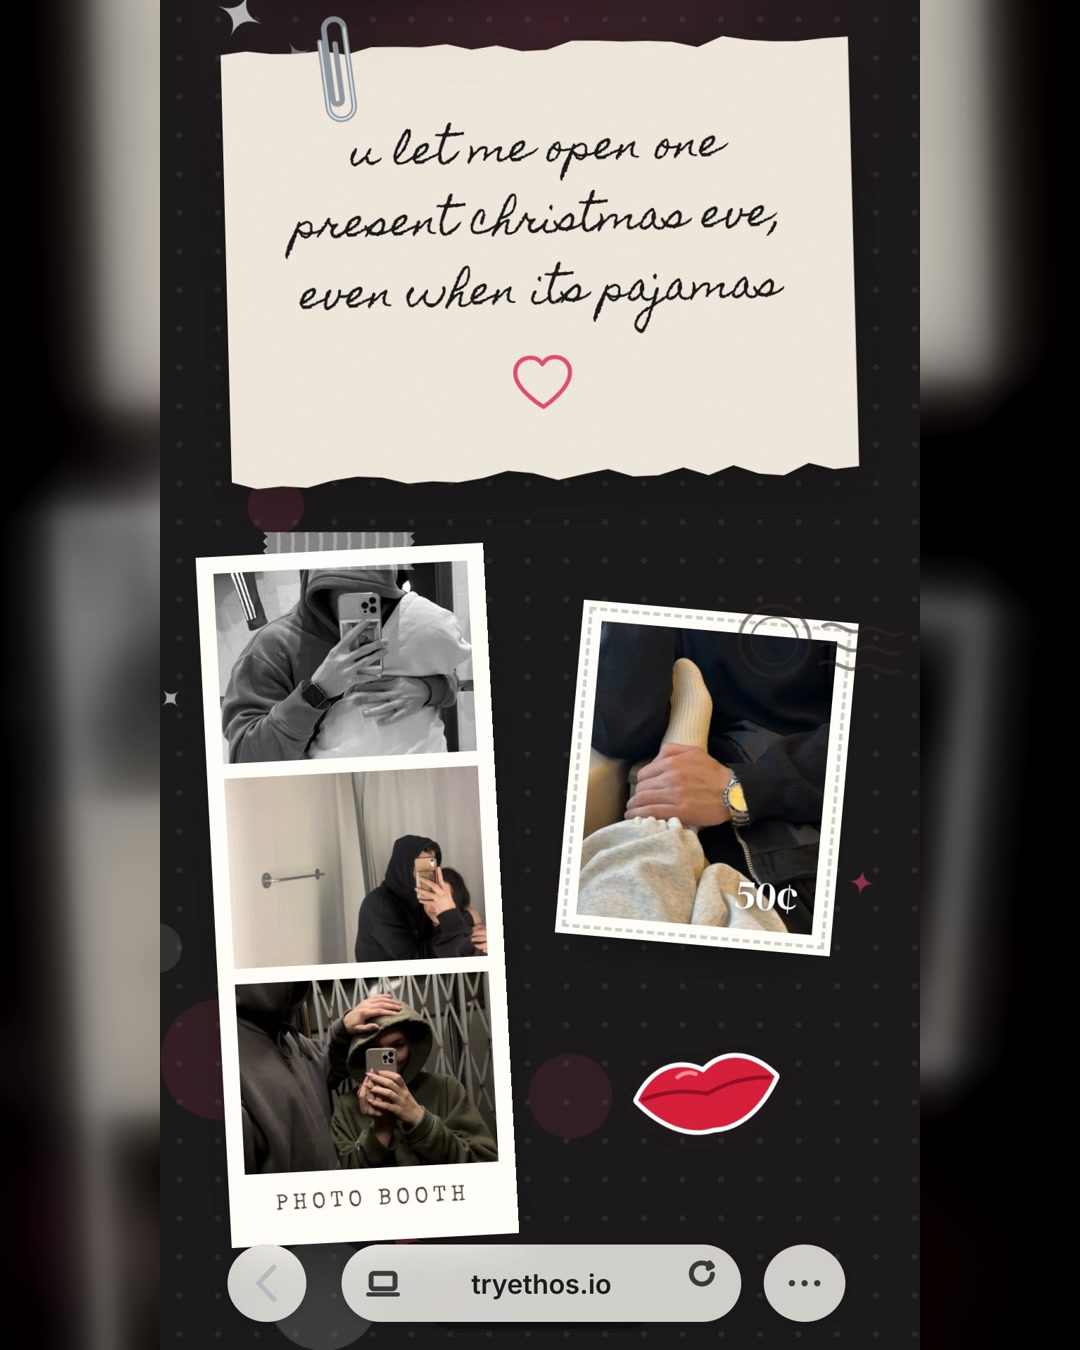 u let me open one
present christmas eve,
even when its pajamas
50¢
PHOTO BOOTH
tryethos.io